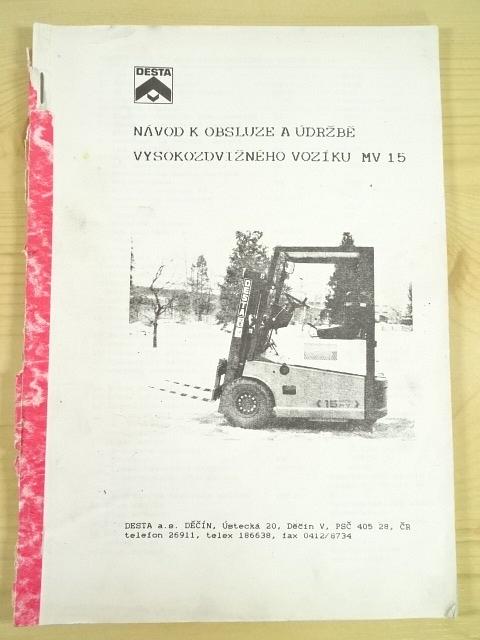 DESTA
NÁVOD K OBSLUZE A ÚDRŽBĚ
VYSOKOZDVIŽNÉHO VOZÍKU MV 15
DESTA
DESTA a.s. DĚČÍN, Ústecká 20, Děčín V, PSČ 405 28, ČR
telefon 26911, telex 186638, fax 0412/8734